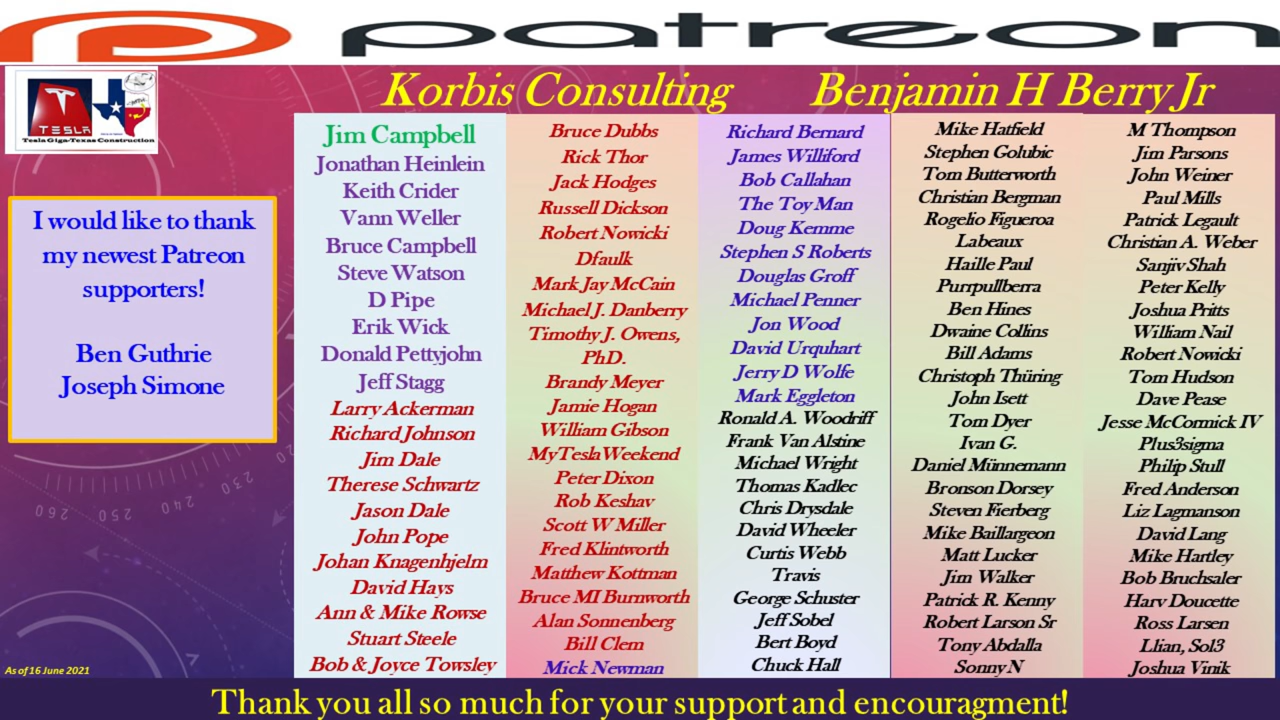 patreon
TESLA
Tesla Giga-Texas Construction
Korbis Consulting
Benjamin H Berry Jr
I would like to thank
my newest Patreon
supporters!
Ben Guthrie
Joseph Simone
As of 16 June 2021
Jim Campbell
Jonathan Heinlein
Keith Crider
Vann Weller
Bruce Campbell
Steve Watson
D Pipe
Erik Wick
Donald Pettyjohn
Jeff Stagg
Larry Ackerman
Richard Johnson
Jim Dale
Therese Schwartz
Jason Dale
John Pope
Johan Knagenhjelm
David Hays
Ann & Mike Rowse
Stuart Steele
Bob & Joyce Towsley
Bruce Dubbs
Rick Thor
Jack Hodges
Russell Dickson
Robert Nowicki
Dfaulk
Mark Jay McCain
Michael J. Danberry
Timothy J. Owens,
PhD.
Brandy Meyer
Jamie Hogan
William Gibson
MyTeslaWeekend
Peter Dixon
Rob Keshav
Scott W Miller
Fred Klintworth
Matthew Kottman
Bruce MI Burnworth
Alan Sonnenberg
Bill Clem
Mick Newman
Richard Bernard
James Williford
Bob Callahan
The Toy Man
Doug Kemme
Stephen S Roberts
Douglas Groff
Michael Penner
Jon Wood
David Urquhart
Jerry D Wolfe
Mark Eggleton
Ronald A. Woodriff
Frank Van Alstine
Michael Wright
Thomas Kadlec
Chris Drysdale
David Wheeler
Curtis Webb
Travis
George Schuster
Jeff Sobel
Bert Boyd
Chuck Hall
Mike Hatfield
Stephen Golubic
Tom Butterworth
Christian Bergman
Rogelio Figueroa
Labeaux
Haille Paul
Purrpullberra
Ben Hines
Dwaine Collins
Bill Adams
Christoph Thüring
John Isett
Tom Dyer
Ivan G.
Daniel Münnemann
Bronson Dorsey
Steven Fierberg
Mike Baillargeon
Matt Lucker
Jim Walker
Patrick R. Kenny
Robert Larson Sr
Tony Abdalla
Sonny N
M Thompson
Jim Parsons
John Weiner
Paul Mills
Patrick Legault
Christian A. Weber
Sanjiv Shah
Peter Kelly
Joshua Pritts
William Nail
Robert Nowicki
Tom Hudson
Dave Pease
Jesse McCormick IV
Plus3sigma
Philip Stull
Fred Anderson
Liz Lagmanson
David Lang
Mike Hartley
Bob Bruchsaler
Harv Doucette
Ross Larsen
Llian, Sol3
Joshua Vinik
260 250 240 230 20
Thank you all so much for your support and encouragment!